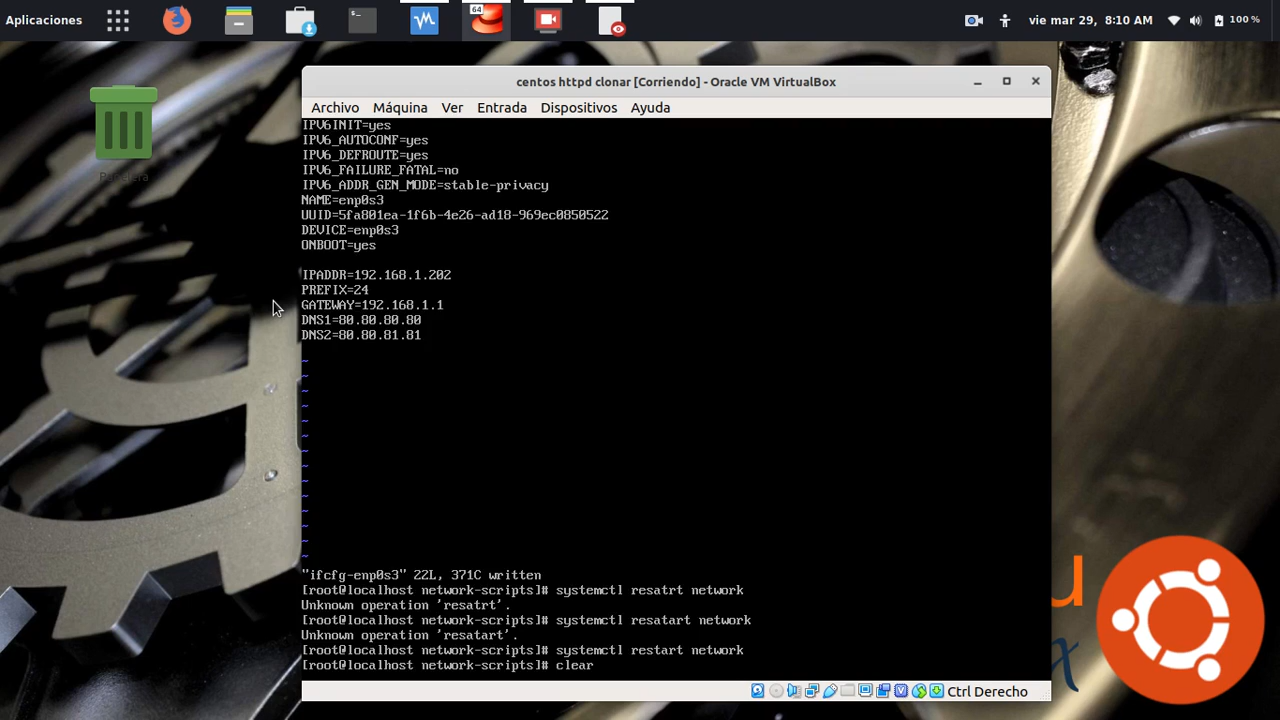 Aplicaciones
64
vie mar 29, 8:10 AM
100 %
Papelera
centos httpd clonar [Corriendo] - Oracle VM VirtualBox
Archivo Máquina Ver Entrada Dispositivos Ayuda
IPV6INIT=yes
IPV6_AUTOCONF=yes
IPV6_DEFROUTE=yes
IPV6_FAILURE_FATAL=no
IPV6_ADDR_GEN_MODE=stable-privacy
NAME=enp0s3
UUID=5fa801ea-1f6b-4e26-ad18-969ec0850522
DEVICE=enp0s3
ONBOOT=yes
IPADDR=192.168.1.202
PREFIX=24
GATEWAY=192.168.1.1
DNS1=80.80.80.80
DNS2=80.80.81.81
~
~
~
~
~
~
~
~
~
~
~
~
~
~
"ifcfg-enp0s3" 22L, 371C written
[root@localhost network-scripts]# systemctl resatrt network
Unknown operation 'resatrt'.
[root@localhost network-scripts]# systemctl resatart network
Unknown operation 'resatart'.
[root@localhost network-scripts]# systemctl restart network
[root@localhost network-scripts]# clear
Ctrl Derecho